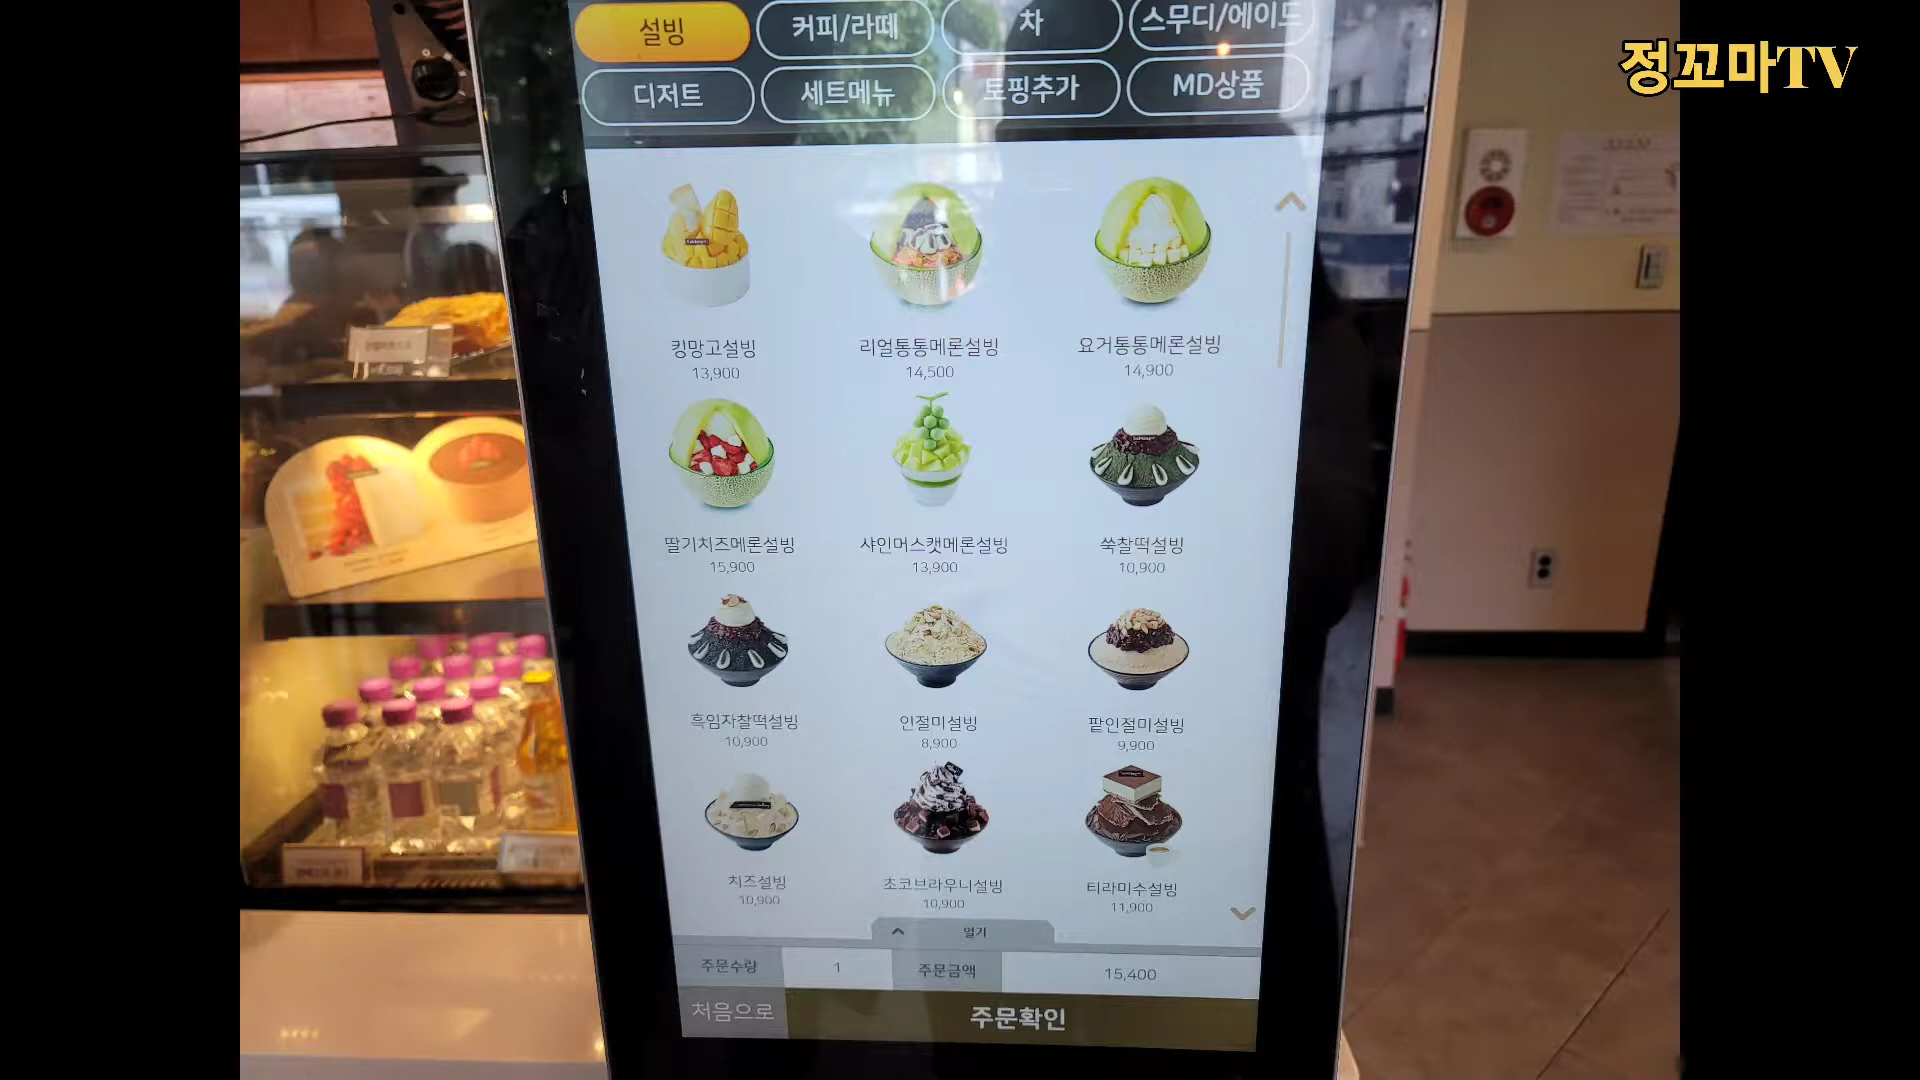 정꼬마TV
설빙
커피/라떼
차
스무디/에이드
디저트
세트메뉴
토핑추가
MD상품
킹망고설빙
13,900
리얼통통메론설빙
14,500
요거통통메론설빙
14,900
딸기치즈메론설빙
15,900
샤인머스캣메론설빙
13,900
쑥찰떡설빙
10,900
흑임자찰떡설빙
10,900
인절미설빙
8,900
팥인절미설빙
9,900
치즈설빙
10,900
초코브라우니설빙
10,900
티라미수설빙
11,900
열기
주문수량
1
주문금액
15,400
처음으로
주문확인